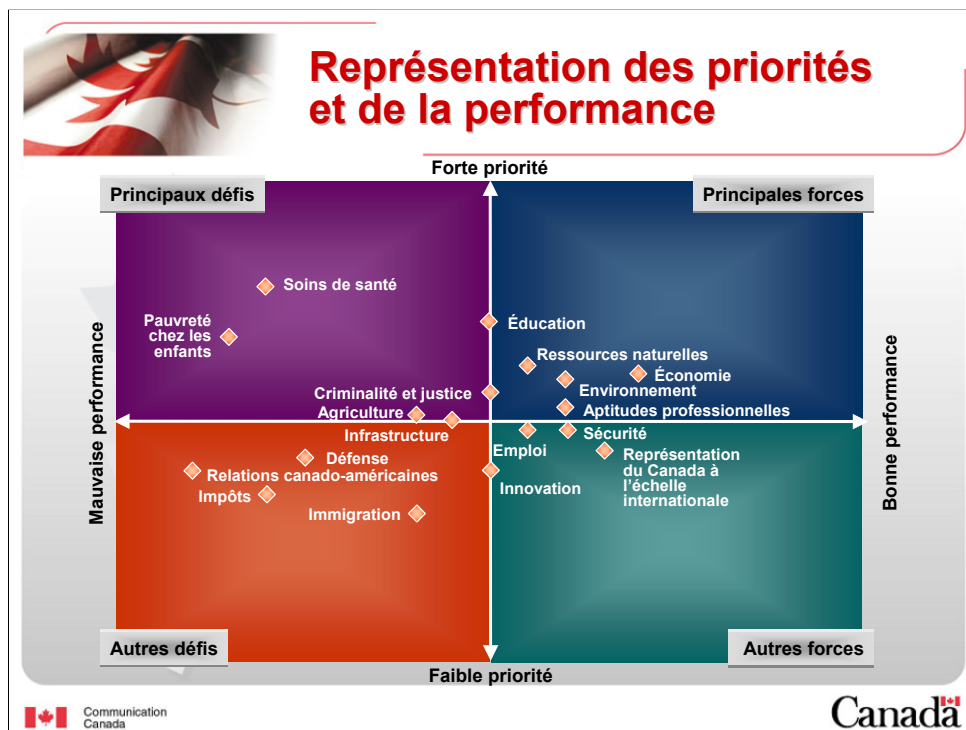 Représentation des priorités
et de la performance
Forte priorité
Principaux défis
Principales forces
Soins de santé
Pauvreté
chez les
enfants
Éducation
Ressources naturelles
Économie
Environnement
Criminalité et justice
Agriculture
Aptitudes professionnelles
Infrastructure
Sécurité
Emploi
Défense
Représentation
du Canada à
l'échelle
internationale
Relations canado-américaines
Impôts
Innovation
Immigration
Mauvaise performance
Bonne performance
Autres défis
Autres forces
Faible priorité
Communication
Canada
Canada